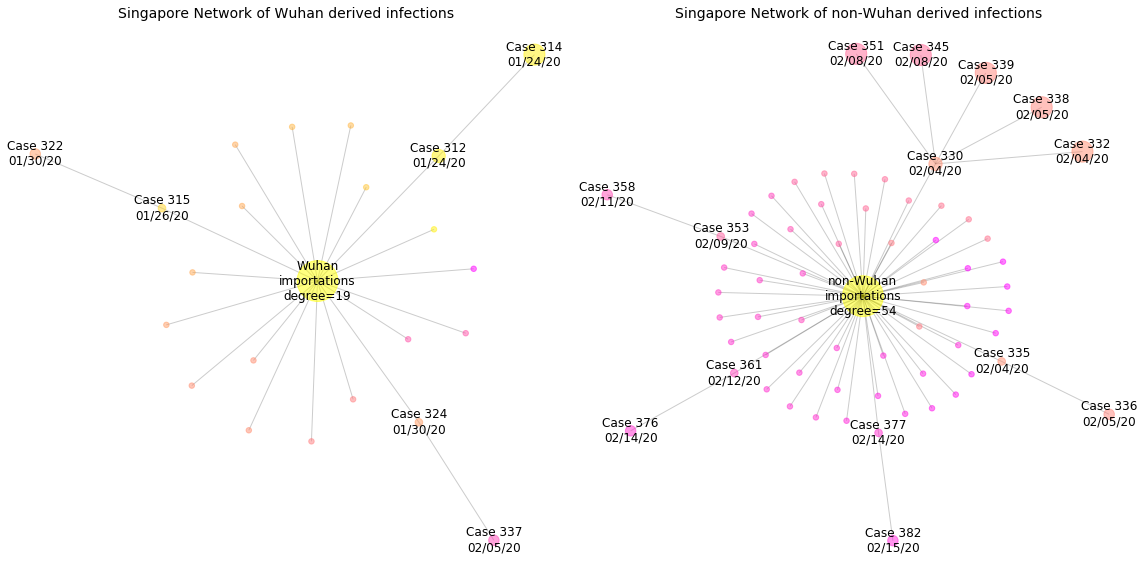 Singapore Network of Wuhan derived infections
Case 314
01/24/20
Case 312
01/24/20
Case 322
01/30/20
Case 315
01/26/20
Wuhan
importations
degree=19
Case 324
01/30/20
Case 337
02/05/20
Singapore Network of non-Wuhan derived infections
Case 351
02/08/20
Case 345
02/08/20
Case 339
02/05/20
Case 338
02/05/20
Case 332
02/04/20
Case 330
02/04/20
Case 358
02/11/20
Case 353
02/09/20
non-Wuhan
importations
degree=54
Case 335
02/04/20
Case 361
02/12/20
Case 336
02/05/20
Case 376
02/14/20
Case 377
02/14/20
Case 382
02/15/20